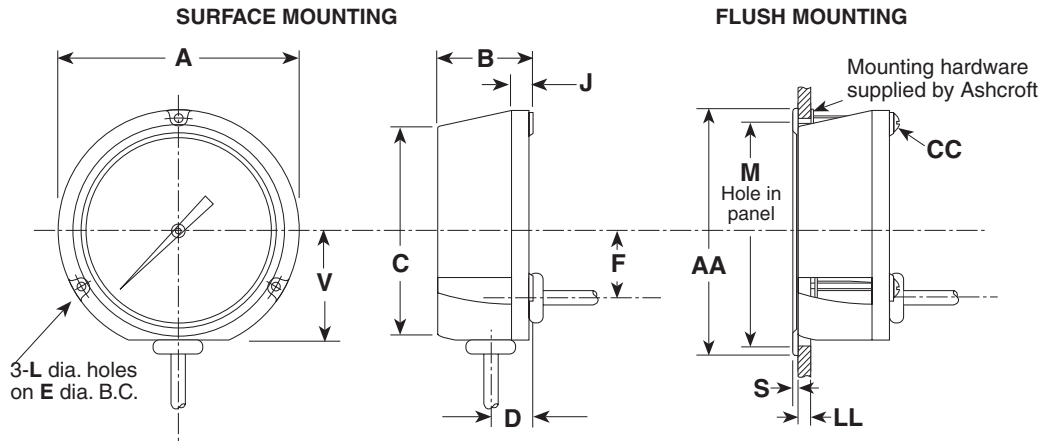 SURFACE MOUNTING
FLUSH MOUNTING
A
B
J
Mounting hardware
supplied by Ashcroft
CC
M
Hole in
panel
V
C
F
AA
3-L dia. holes
on E dia. B.C.
D
S
LL